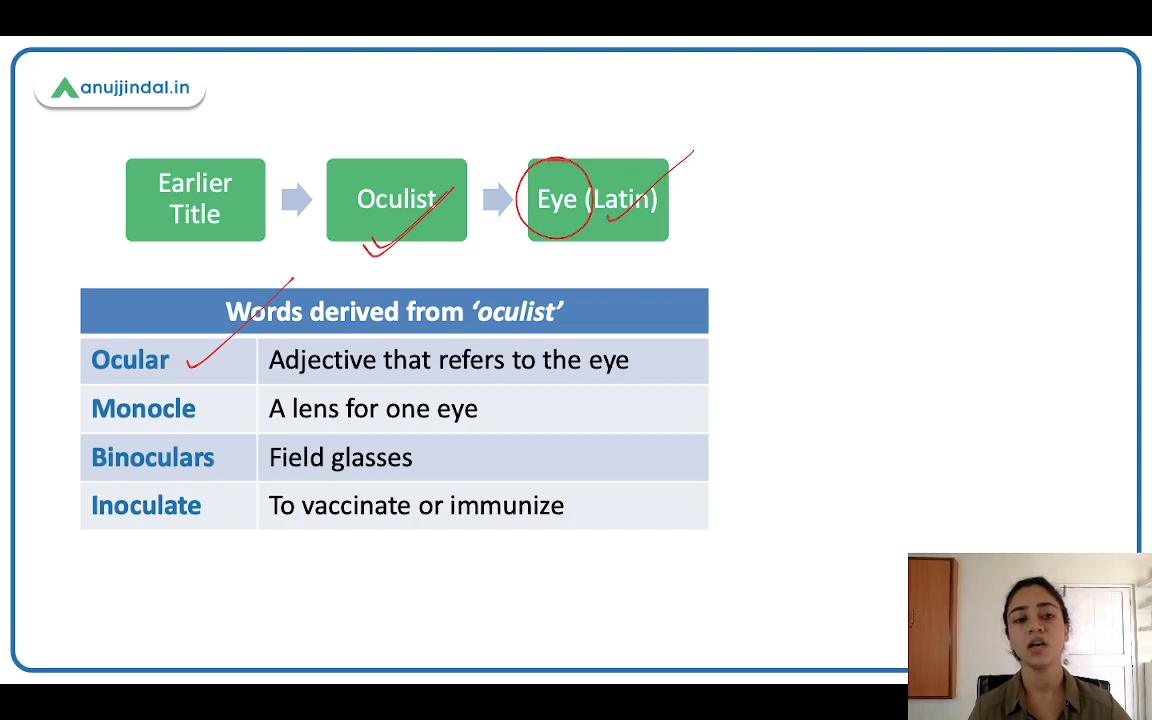 anujjindal.in
Earlier
Title
Oculist
Eye (Latin)
Words derived from ‘oculist’
Ocular Adjective that refers to the eye
Monocle A lens for one eye
Binoculars Field glasses
Inoculate To vaccinate or immunize